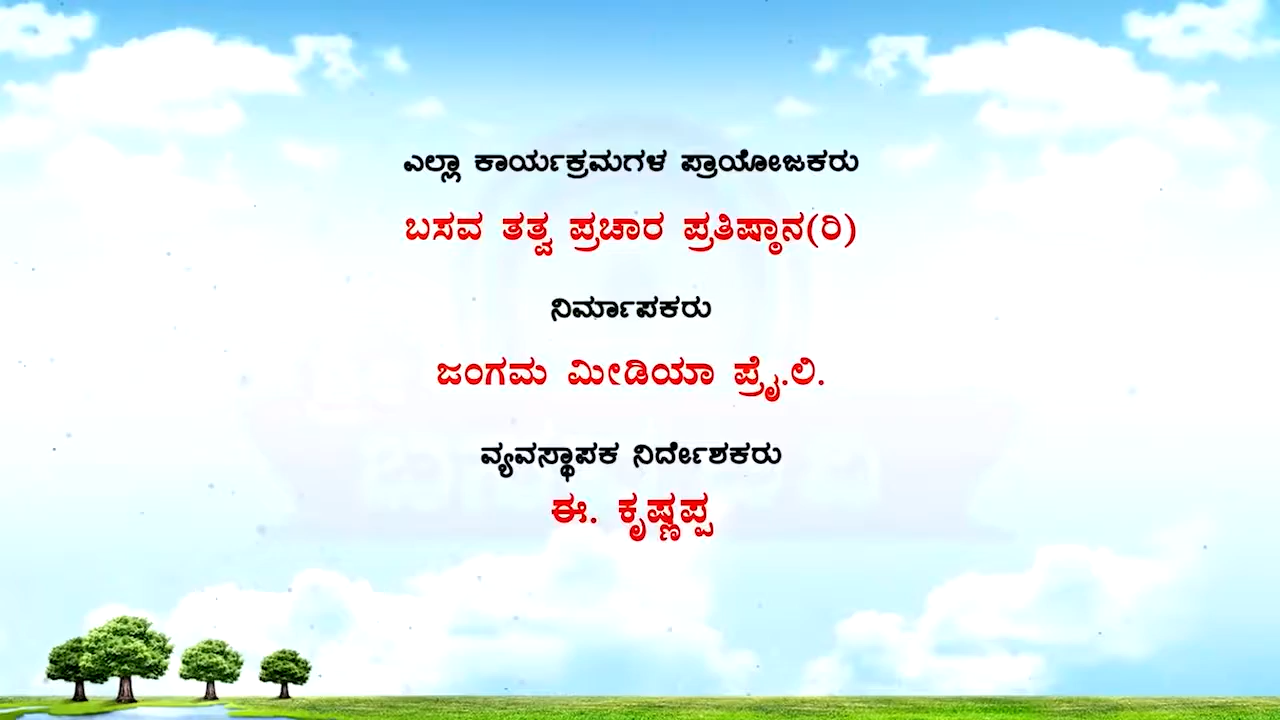 ಎಲ್ಲಾ ಕಾರ್ಯಕ್ರಮಗಳ ಪ್ರಾಯೋಜಕರು
ಬಸವ ತತ್ವ ಪ್ರಚಾರ ಪ್ರತಿಷ್ಠಾನ(ರಿ)
ನಿರ್ಮಾಪಕರು
ಜಂಗಮ ಮೀಡಿಯಾ ಪ್ರೈ.ಲಿ.
ವ್ಯವಸ್ಥಾಪಕ ನಿರ್ದೇಶಕರು
ಈ. ಕೃಷ್ಣಪ್ಪ